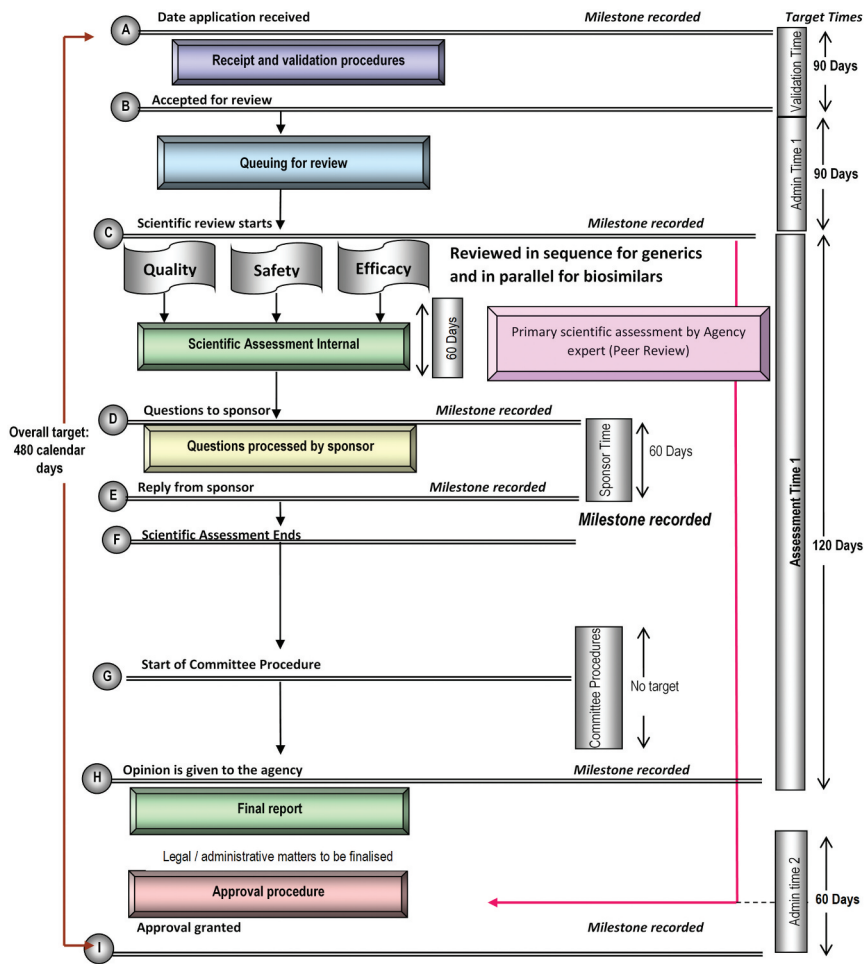 Date application received
Milestone recorded
Target Times
A
Receipt and validation procedures
Validation Time
90 Days
B
Accepted for review
Queuing for review
Admin Time 1
90 Days
Scientific review starts
Milestone recorded
C
Quality
Safety
Efficacy
Reviewed in sequence for generics
and in parallel for biosimilars
Scientific Assessment Internal
60 Days
Primary scientific assessment by Agency
expert (Peer Review)
D
Questions to sponsor
Milestone recorded
Overall target:
480 calendar
days
Questions processed by sponsor
Sponsor Time
60 Days
E
Reply from sponsor
Milestone recorded
Milestone recorded
F
Scientific Assessment Ends
Assessment Time 1
120 Days
Start of Committee Procedure
G
Committee Procedures
No target
H
Opinion is given to the agency
Milestone recorded
Final report
Legal / administrative matters to be finalised
Approval procedure
Admin time 2
60 Days
Approval granted
Milestone recorded
I